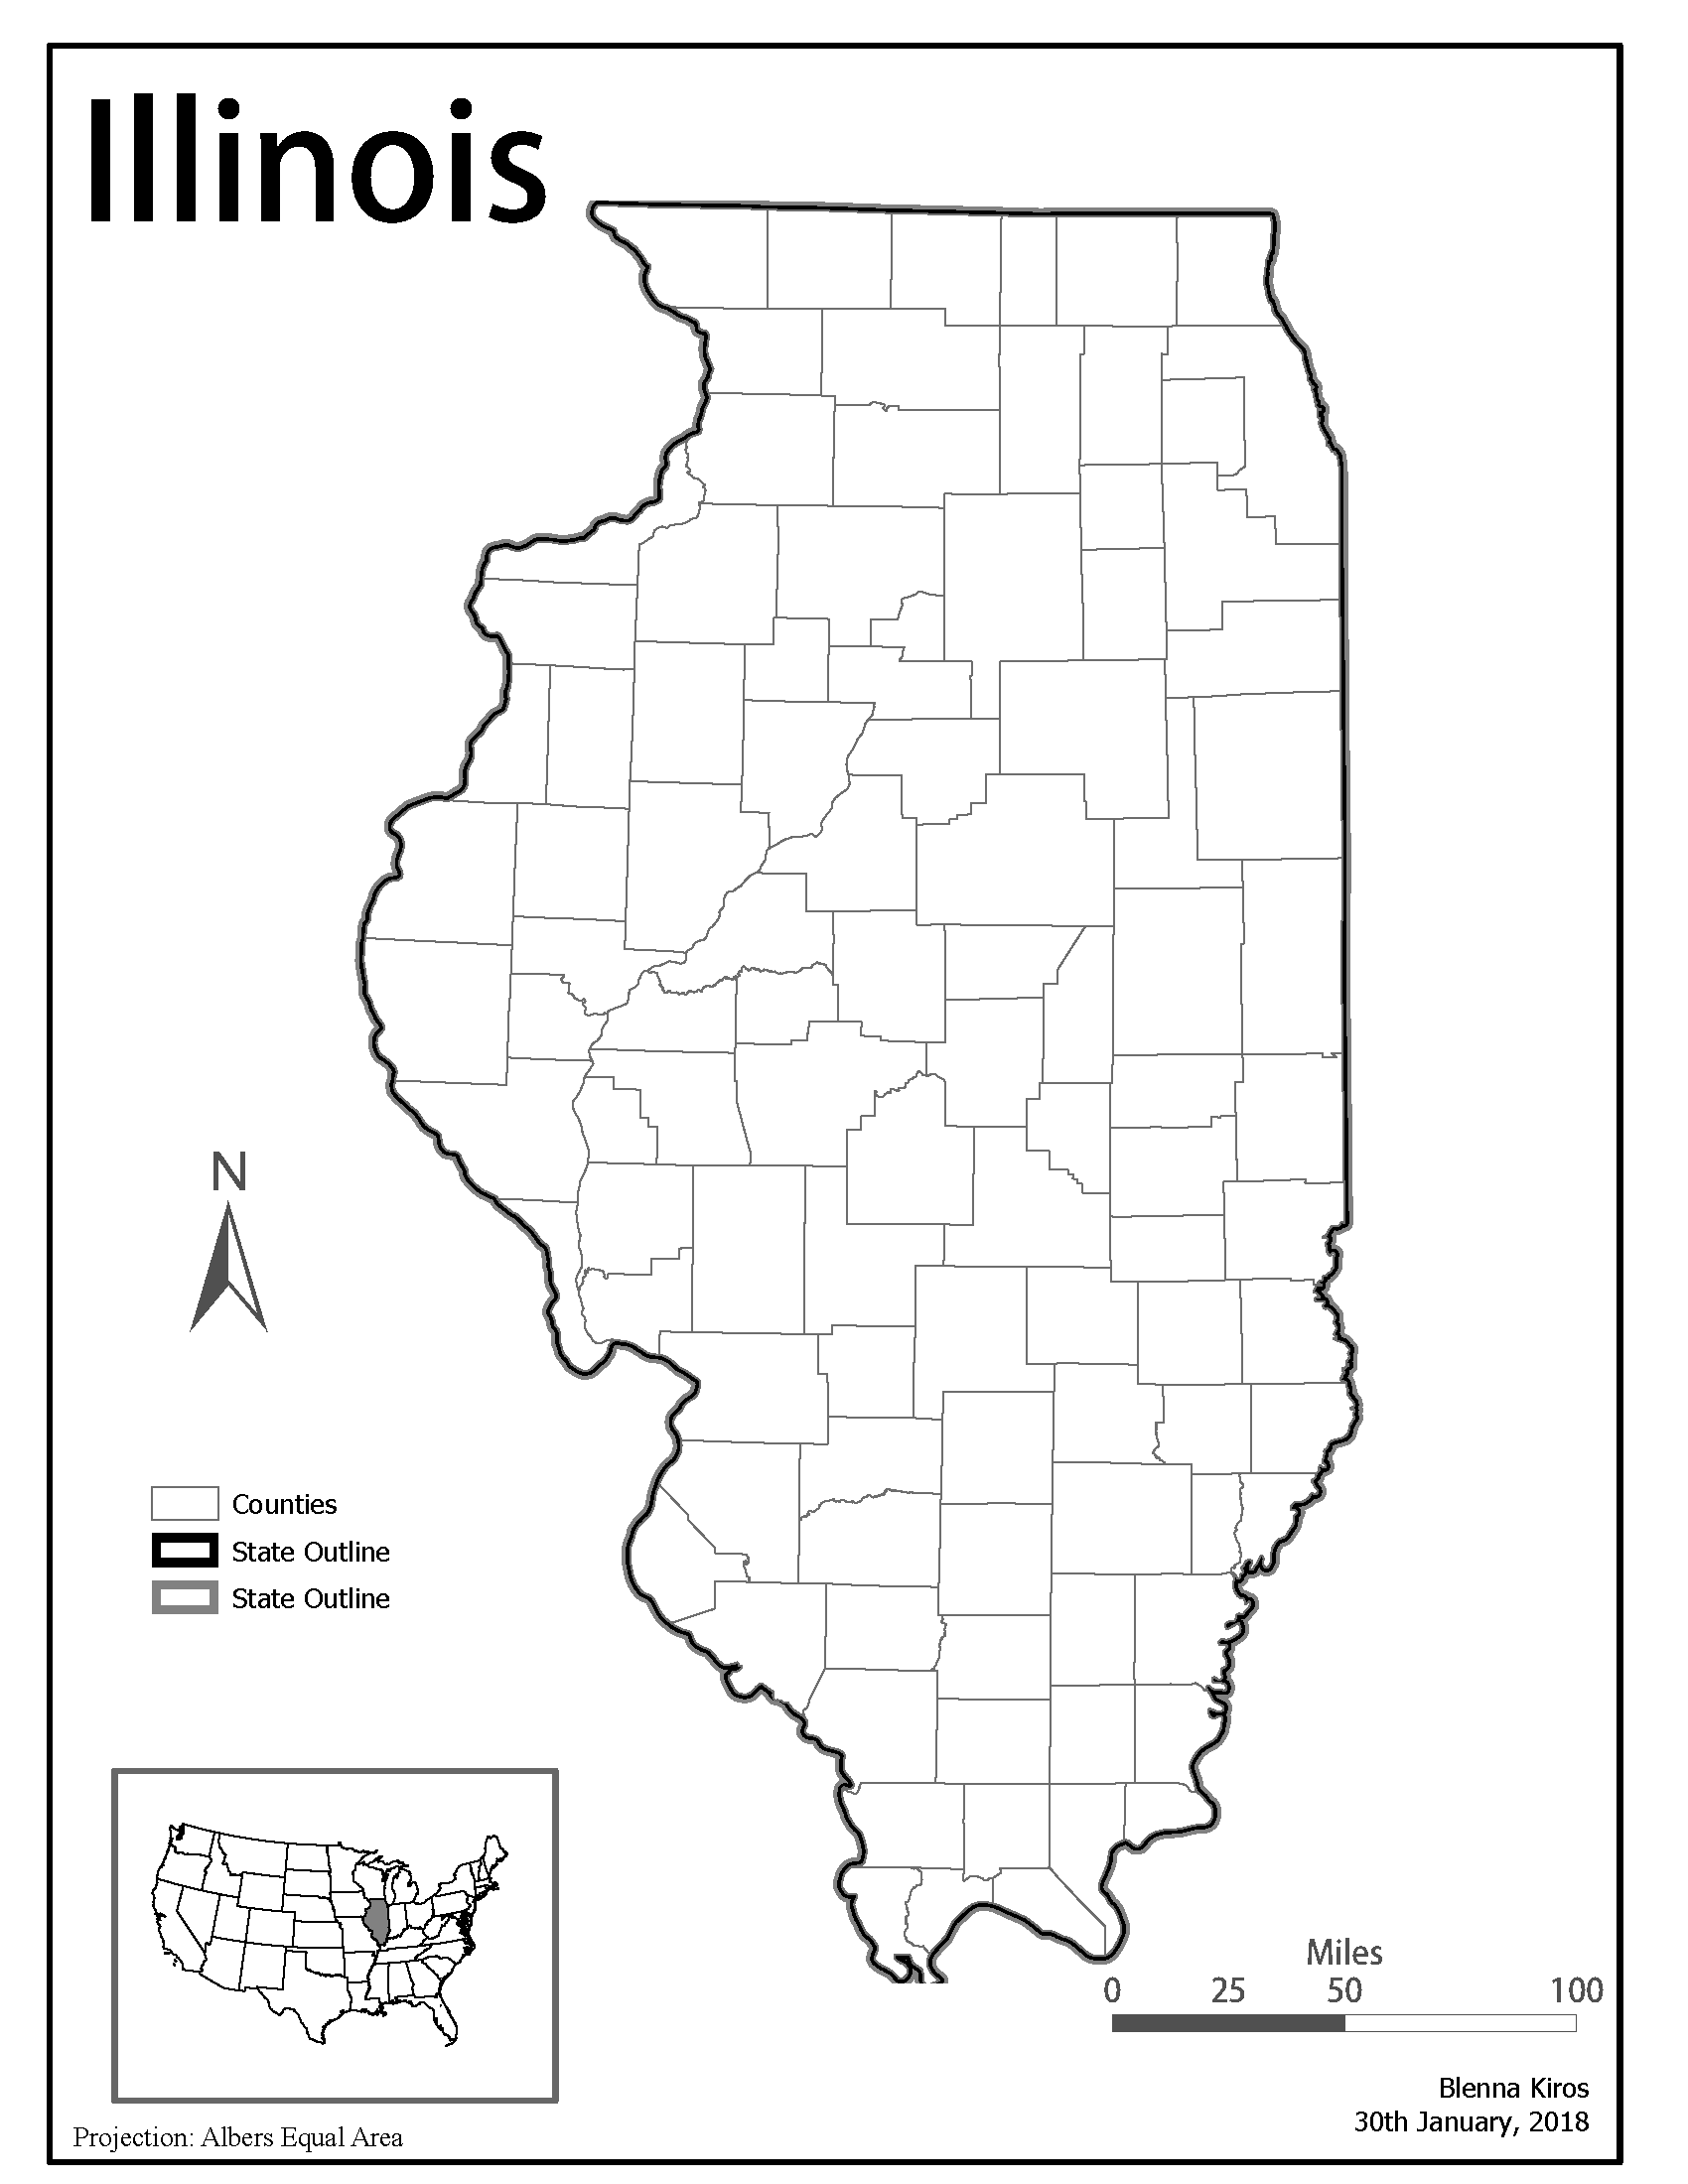 Illinois
N
Counties
State Outline
State Outline
Miles
0 25 50 100
Blenna Kiros
30th January, 2018
Projection: Albers Equal Area